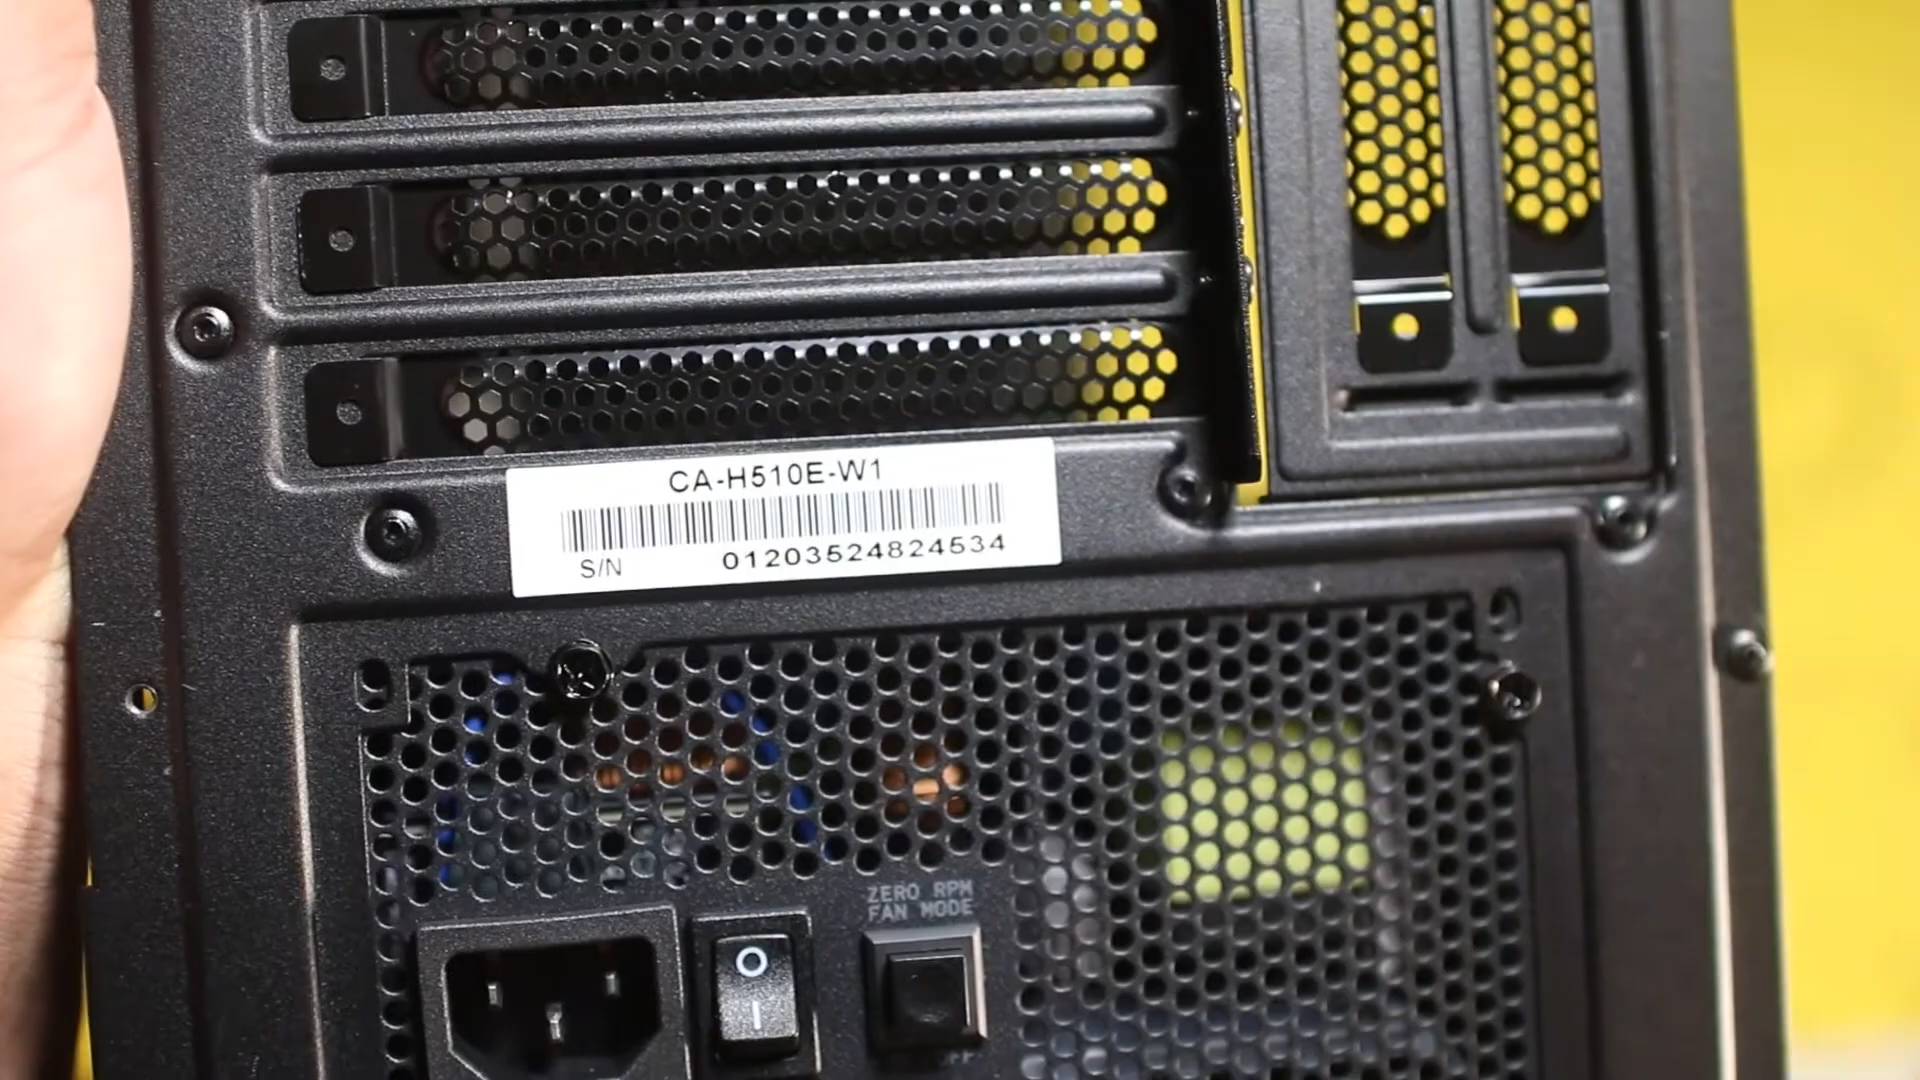 CA-H510E-W1
S/N 01203524824534
ZERO RPM
FAN MODE
O
I